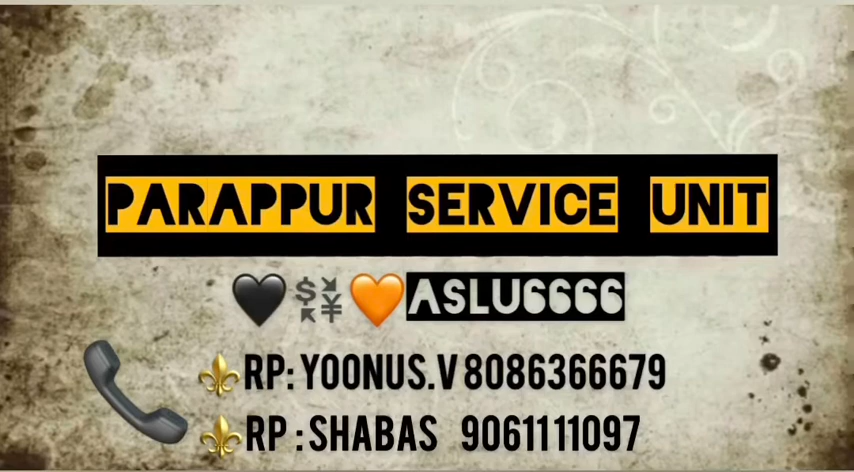 PARAPPUR SERVICE UNIT
🖤💱🧡ASLU6666
⚜RP: YOONUS.V 8086366679
⚜RP : SHABAS 9061111097